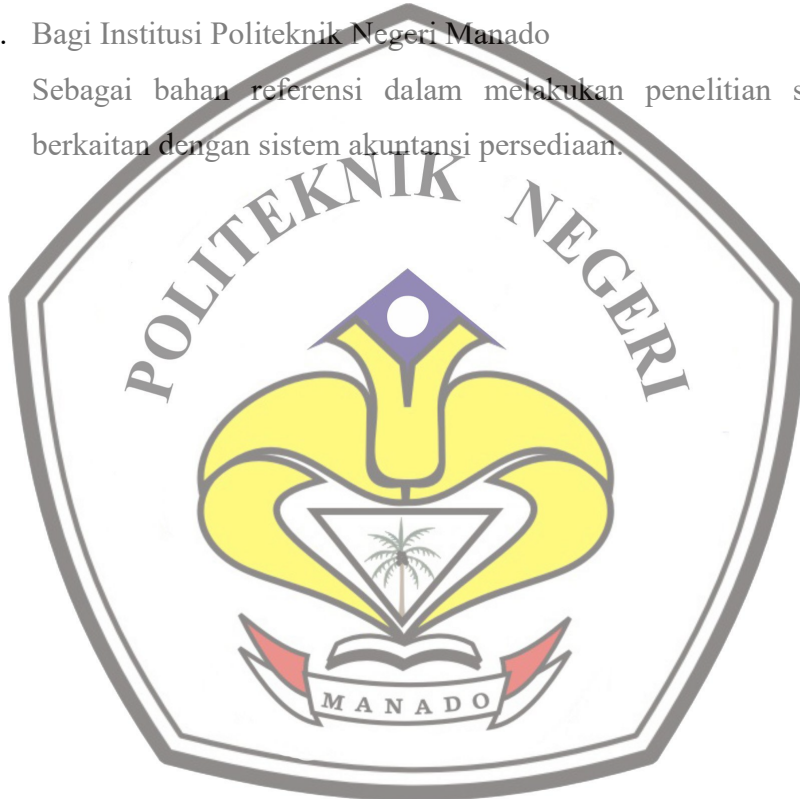 . Bagi Institusi Politeknik Negeri Manado
Sebagai bahan referensi dalam melakukan penelitian
berkaitan dengan sistem akuntansi persediaan.
POLITEKNIK NEGERI
MANADO